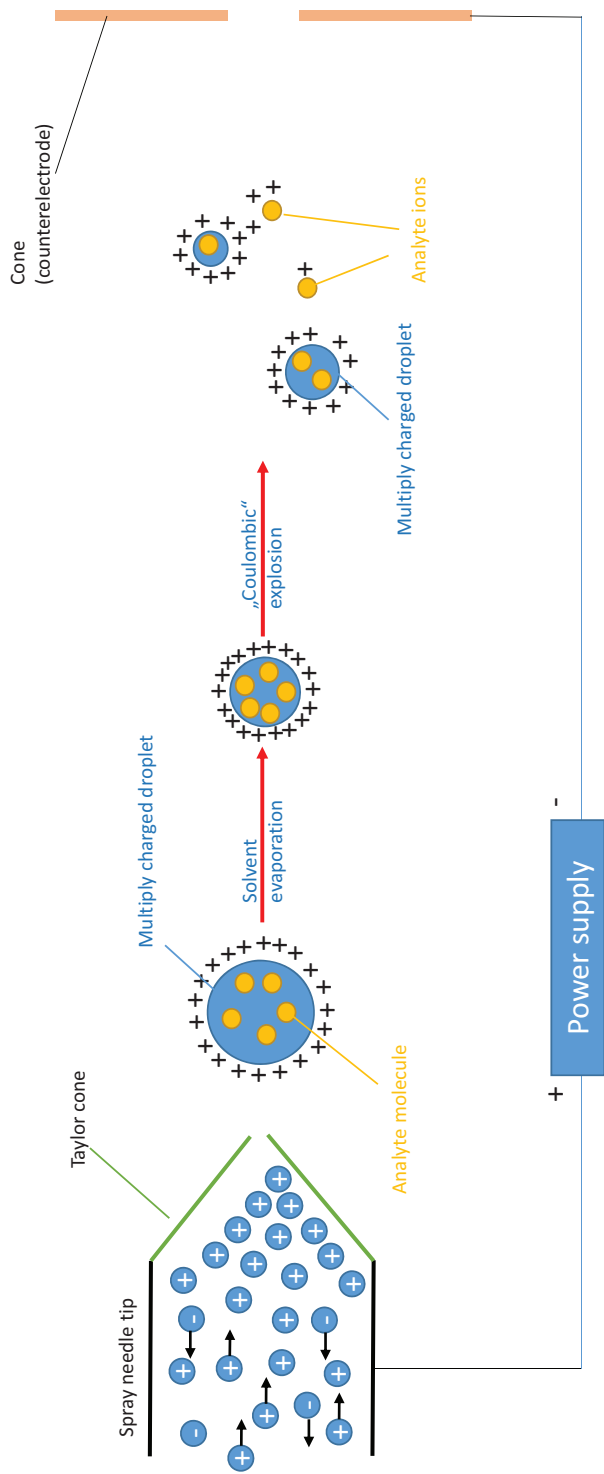 Spray needle tip
Taylor cone
Multiply charged droplet
Analyte molecule
Solvent
evaporation
„Coulombic“
explosion
Multiply charged droplet
Analyte ions
Cone
(counterelectrode)
+
Power supply
-